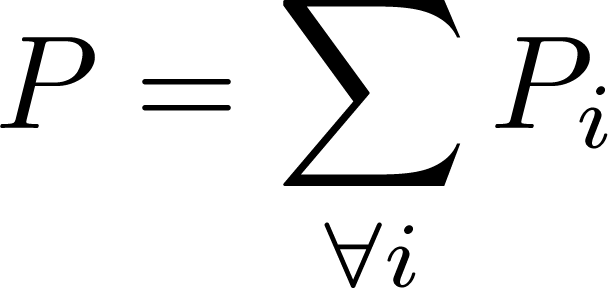 P = ∑ P_i
∀i